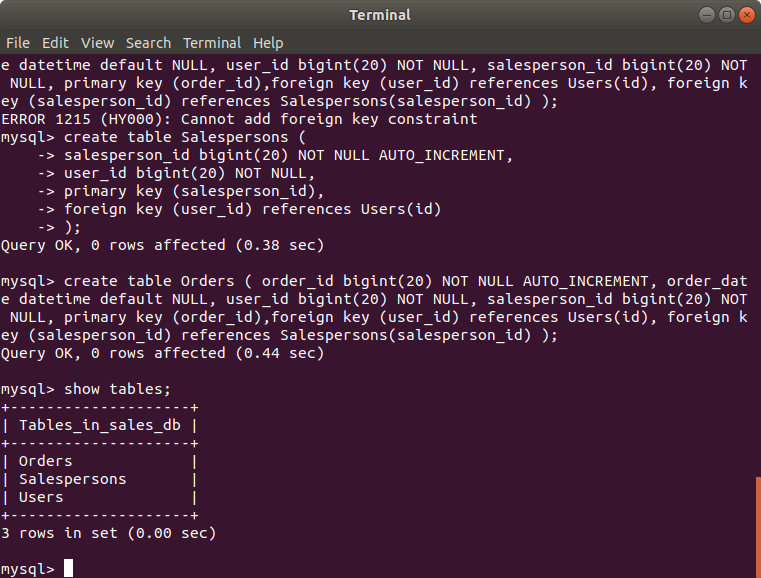 Terminal
File Edit View Search Terminal Help
e datetime default NULL, user_id bigint(20) NOT NULL, salesperson_id bigint(20) NOT
 NULL, primary key (order_id),foreign key (user_id) references Users(id), foreign k
ey (salesperson_id) references Salespersons(salesperson_id) );
ERROR 1215 (HY000): Cannot add foreign key constraint
mysql> create table Salespersons (
    -> salesperson_id bigint(20) NOT NULL AUTO_INCREMENT,
    -> user_id bigint(20) NOT NULL,
    -> primary key (salesperson_id),
    -> foreign key (user_id) references Users(id)
    -> );
Query OK, 0 rows affected (0.38 sec)
mysql> create table Orders ( order_id bigint(20) NOT NULL AUTO_INCREMENT, order_dat
e datetime default NULL, user_id bigint(20) NOT NULL, salesperson_id bigint(20) NOT
 NULL, primary key (order_id),foreign key (user_id) references Users(id), foreign k
ey (salesperson_id) references Salespersons(salesperson_id) );
Query OK, 0 rows affected (0.44 sec)
mysql> show tables;
+--------------------+
| Tables_in_sales_db |
+--------------------+
| Orders             |
| Salespersons       |
| Users              |
+--------------------+
3 rows in set (0.00 sec)
mysql>